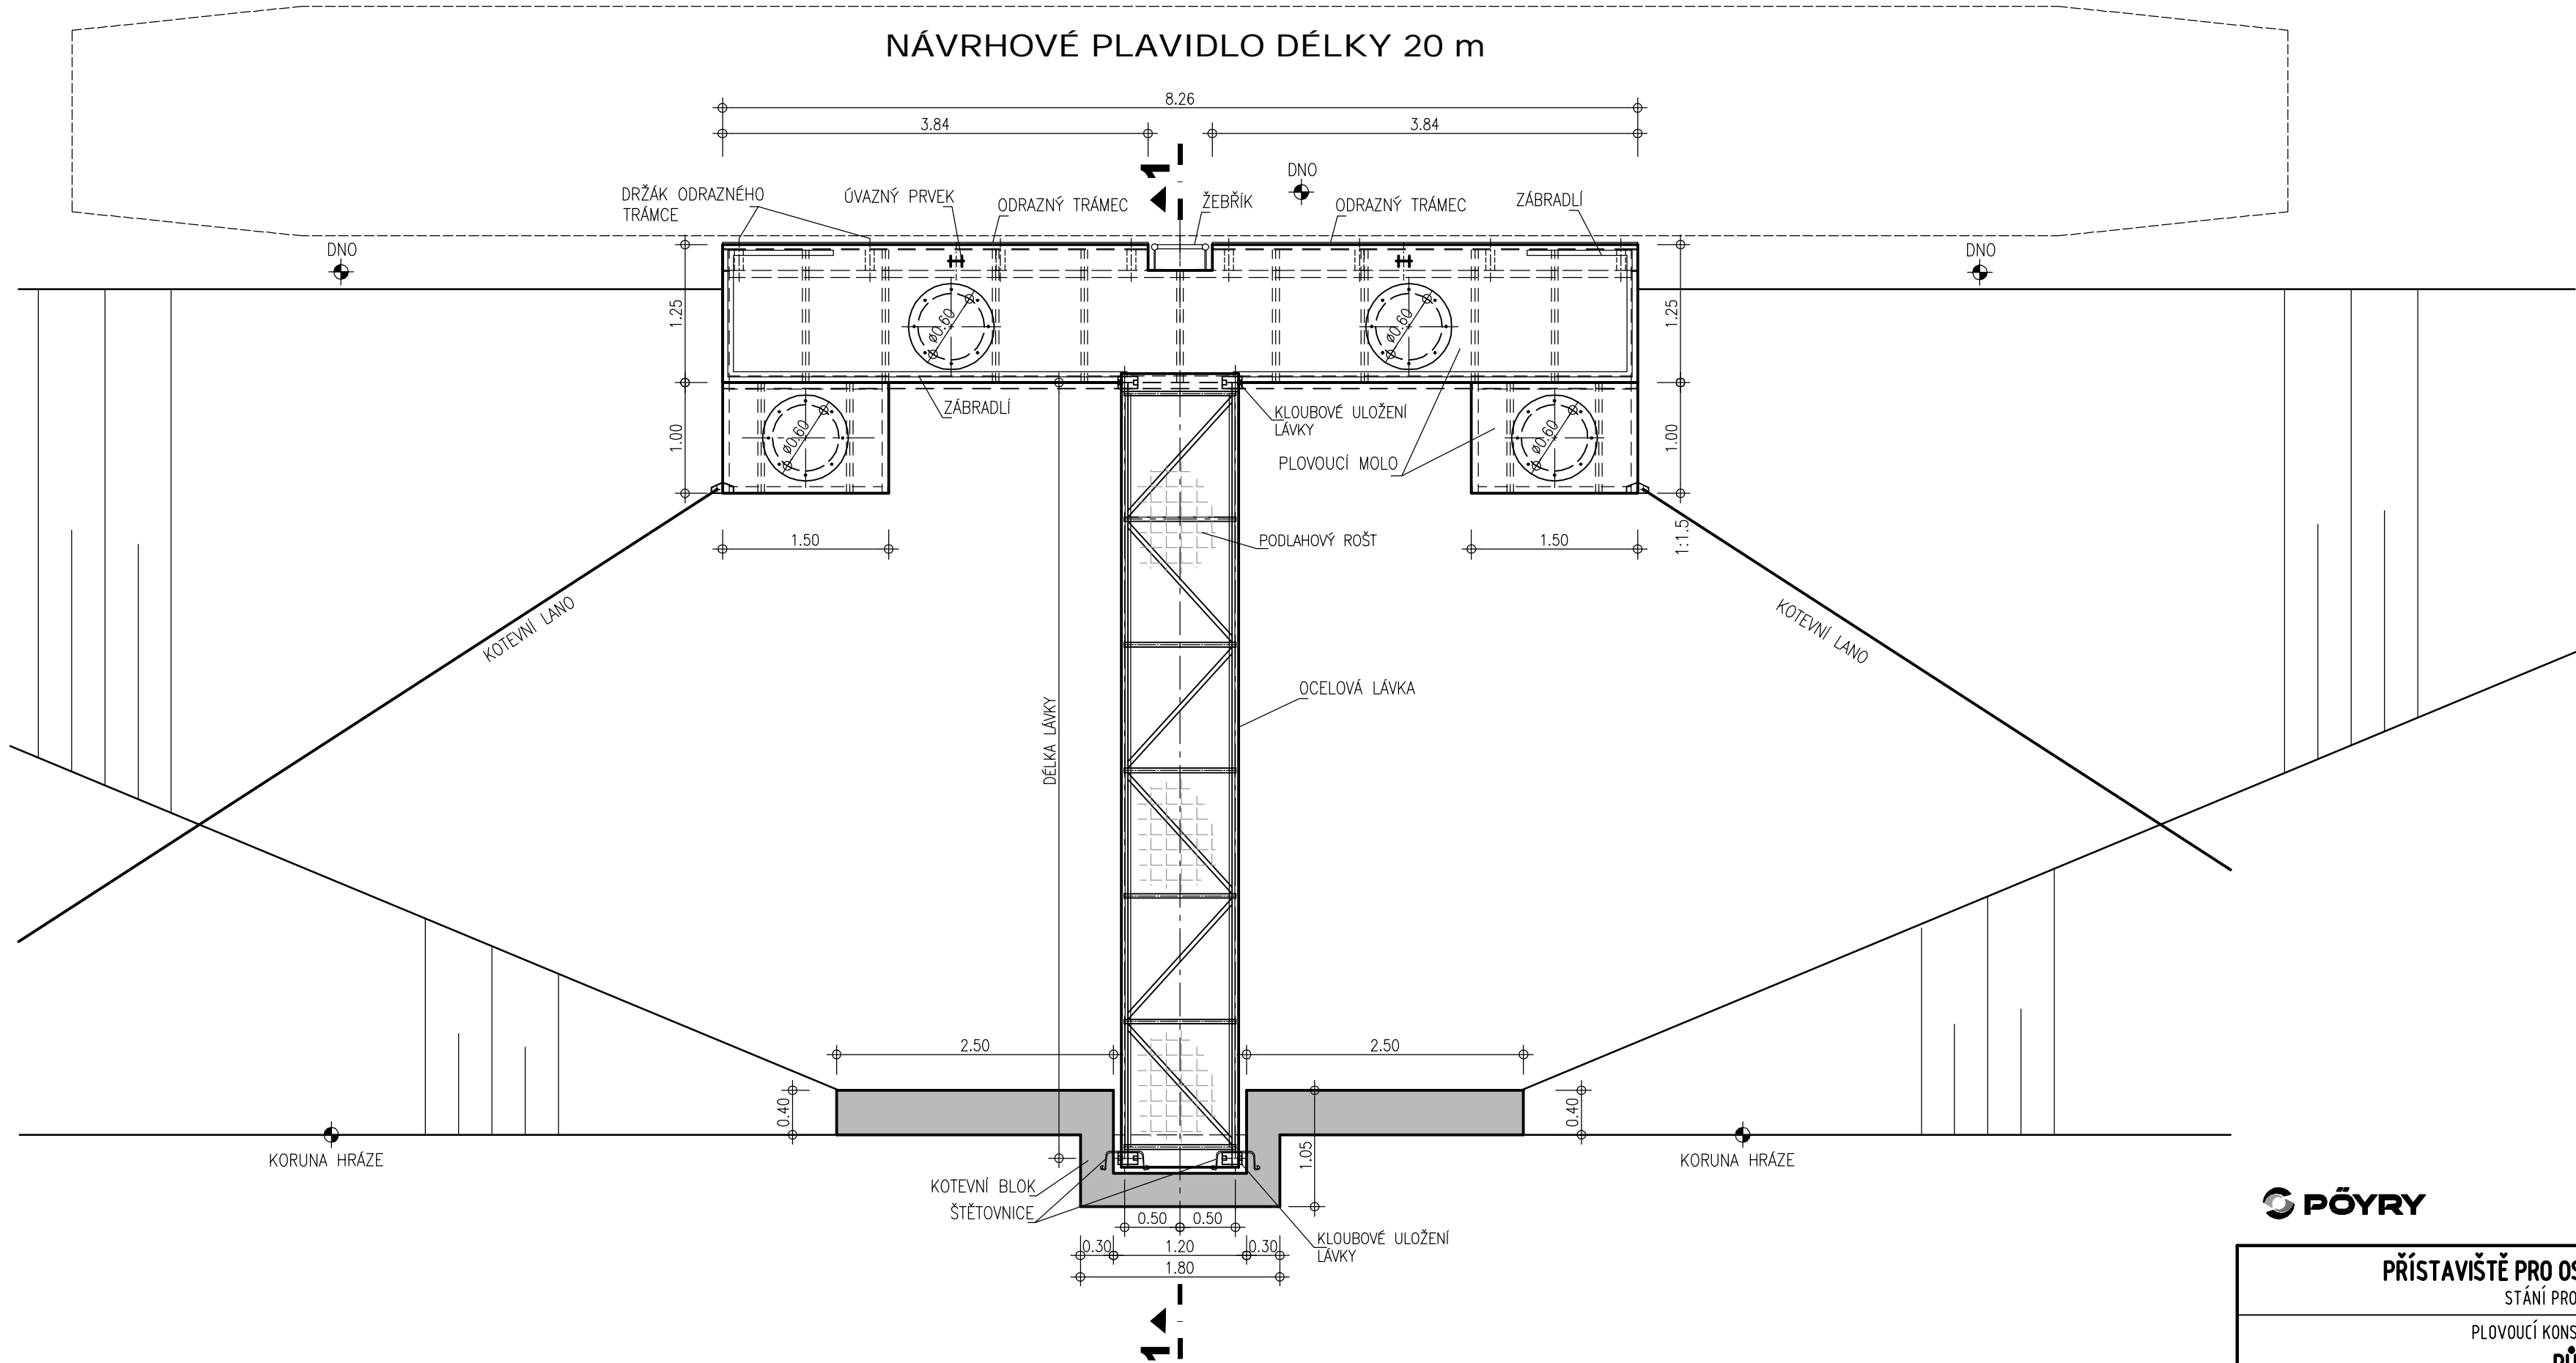 NÁVRHOVÉ PLAVIDLO DÉLKY 20 m
8.26
3.84
3.84
1
DRŽÁK ODRAZNÉHO
TRÁMCE
ÚVAZNÝ PRVEK
ODRAZNÝ TRÁMEC
ŽEBŘÍK
DNO
ODRAZNÝ TRÁMEC
ZÁBRADLÍ
DNO
DNO
1.25
1.25
ø0.60
ø0.60
ZÁBRADLÍ
KLOUBOVÉ ULOŽENÍ
LÁVKY
1.00
ø0.60
ø0.60
1.00
PLOVOUCÍ MOLO
1.50
PODLAHOVÝ ROŠT
1.50
1:1.5
KOTEVNÍ LANO
KOTEVNÍ LANO
OCELOVÁ LÁVKA
DÉLKA LÁVKY
2.50
2.50
0.40
0.40
KORUNA HRÁZE
1.05
KORUNA HRÁZE
KOTEVNÍ BLOK
ŠTĚTOVNICE
0.50
0.50
KLOUBOVÉ ULOŽENÍ
LÁVKY
0.30
1.20
0.30
1.80
1
PÖYRY
PŘÍSTAVIŠTĚ PRO OS
STÁNÍ PRO
PLOVOUCÍ KONS